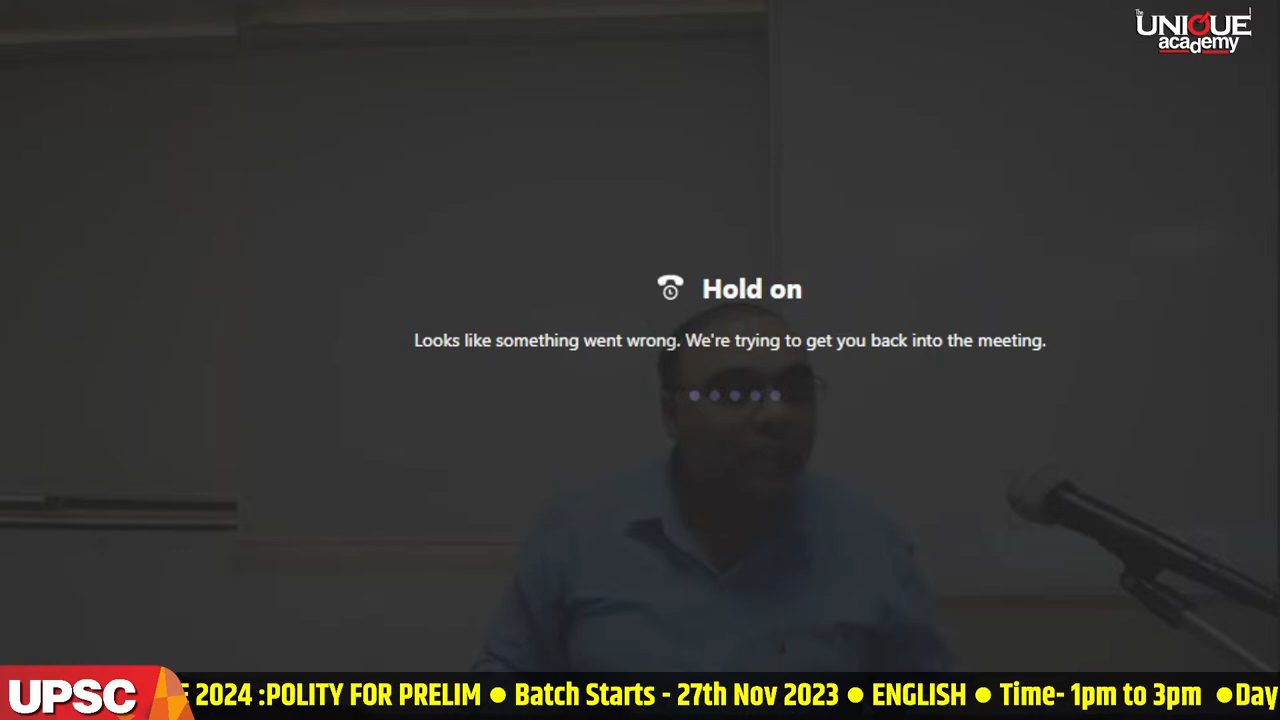 The
UNIQUE
academy
Hold on
Looks like something went wrong. We're trying to get you back into the meeting.
UPSC
2024 :POLITY FOR PRELIM ● Batch Starts - 27th Nov 2023 ● ENGLISH ● Time- 1pm to 3pm ●Day